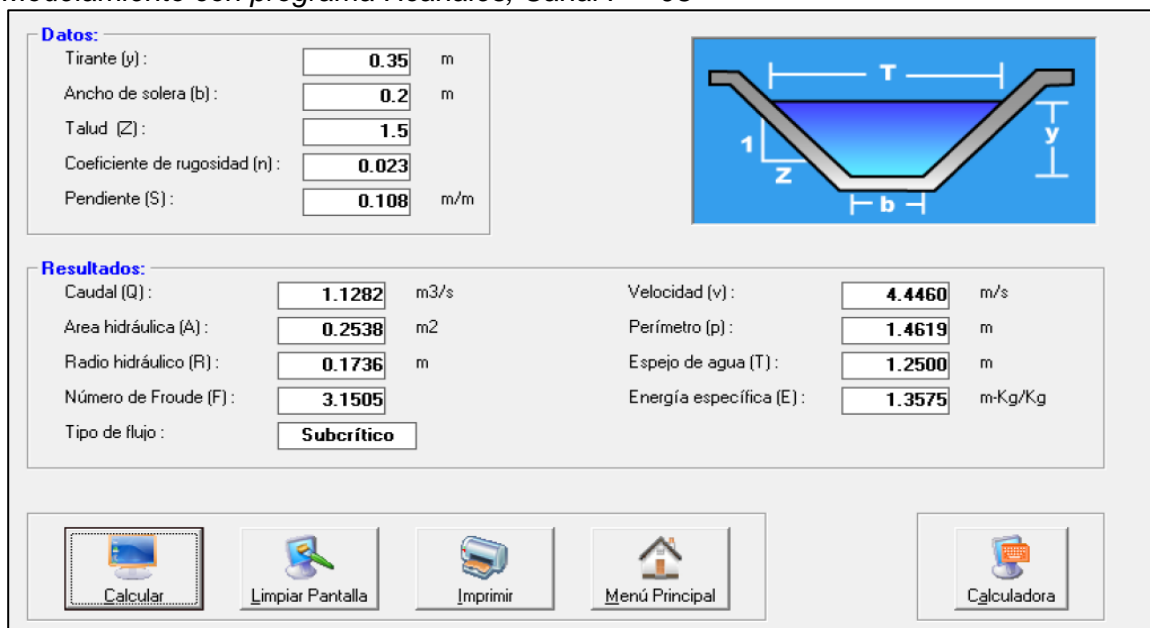 Datos:
Tirante (y) : 0.35 m
Ancho de solera (b) : 0.2 m
Talud (Z) : 1.5
Coeficiente de rugosidad (n) : 0.023
Pendiente (S) : 0.108 m/m
T
1
Z
y
b
Resultados:
Caudal (Q) : 1.1282 m3/s Velocidad (v) : 4.4460 m/s
Area hidráulica (A) : 0.2538 m2 Perímetro (p) : 1.4619 m
Radio hidráulico (R) : 0.1736 m Espejo de agua (T) : 1.2500 m
Número de Froude (F) : 3.1505 Energía específica (E) : 1.3575 m-Kg/Kg
Tipo de flujo : Subcrítico
Calcular Limpiar Pantalla Imprimir Menú Principal Calculadora